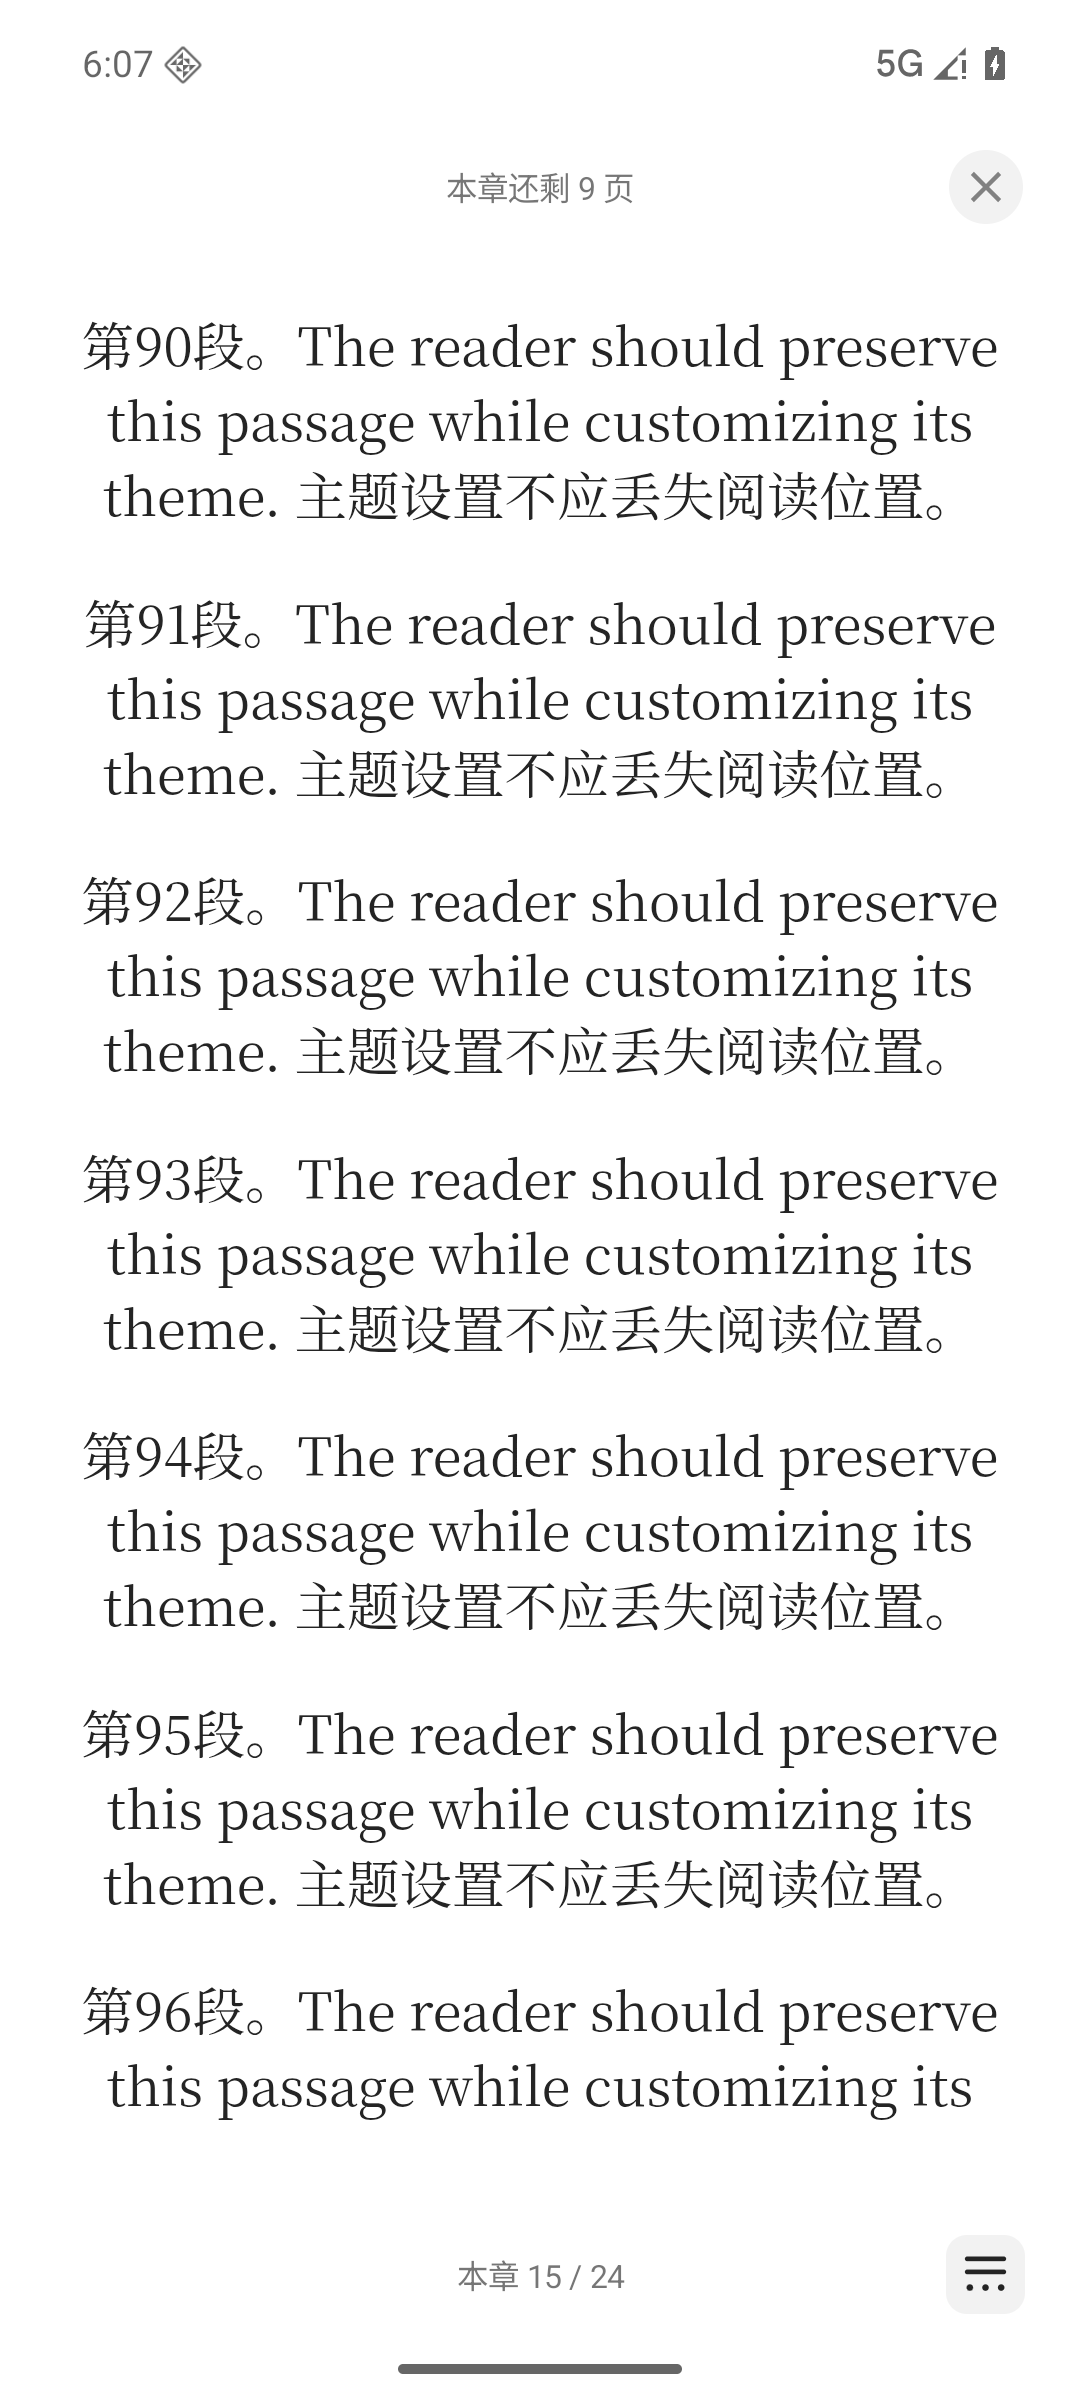 6:07
5G
本章还剩 9 页
第90段。The reader should preserve
this passage while customizing its
theme. 主题设置不应丢失阅读位置。
第91段。The reader should preserve
this passage while customizing its
theme. 主题设置不应丢失阅读位置。
第92段。The reader should preserve
this passage while customizing its
theme. 主题设置不应丢失阅读位置。
第93段。The reader should preserve
this passage while customizing its
theme. 主题设置不应丢失阅读位置。
第94段。The reader should preserve
this passage while customizing its
theme. 主题设置不应丢失阅读位置。
第95段。The reader should preserve
this passage while customizing its
theme. 主题设置不应丢失阅读位置。
第96段。The reader should preserve
this passage while customizing its
本章 15 / 24